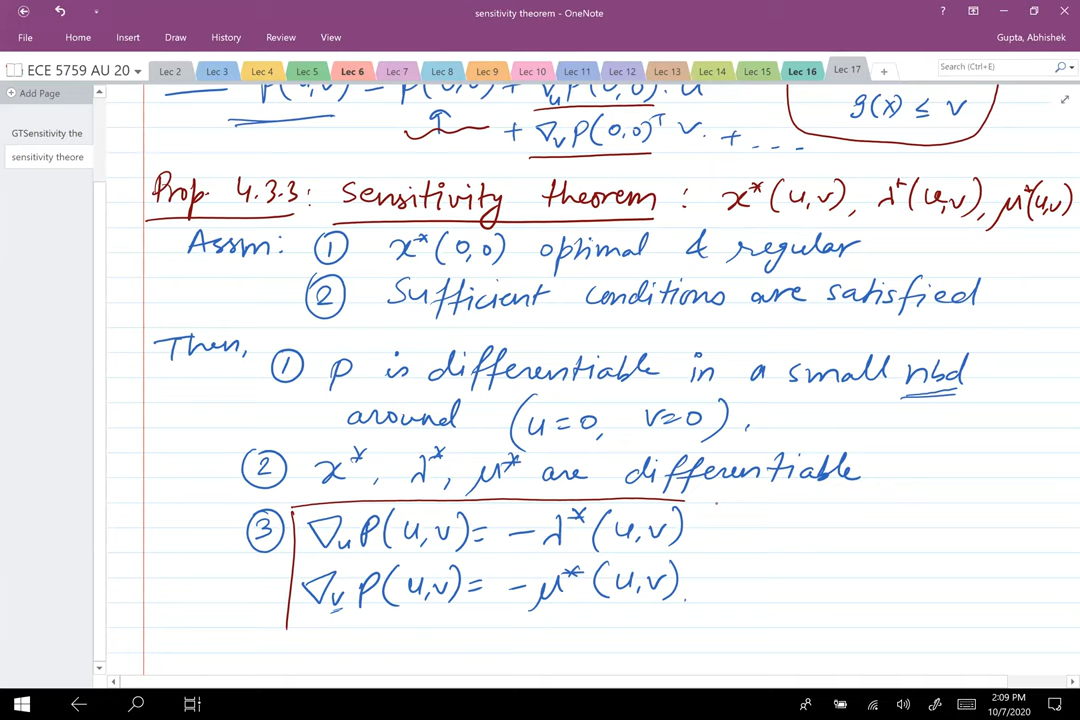 sensitivity theorem - OneNote
? Gupta, Abhishek
File Home Insert Draw History Review View
ECE 5759 AU 20 Lec 2 Lec 3 Lec 4 Lec 5 Lec 6 Lec 7 Lec 8 Lec 9 Lec 10 Lec 11 Lec 12 Lec 13 Lec 14 Lec 15 Lec 16 Lec 17 + Search (Ctrl+E)
Add Page
GTSensitivity the
sensitivity theore
P(u,v) = P(0,0) + ∇u P(0,0)ᵀ u
+ ∇v P(0,0)ᵀ v. + ....
g(x) ≤ v
Prop. 4.3.3: Sensitivity theorem : x*(u,v), λ*(u,v), μ*(u,v)
Assm: ① x*(0,0) optimal & regular
② Sufficient conditions are satisfied
Then,
① P is differentiable in a small nbd
around (u=0, v=0).
② x*, λ*, μ* are differentiable
③ ∇u P(u,v) = -λ*(u,v)
∇v P(u,v) = -μ*(u,v).
2:09 PM
10/7/2020